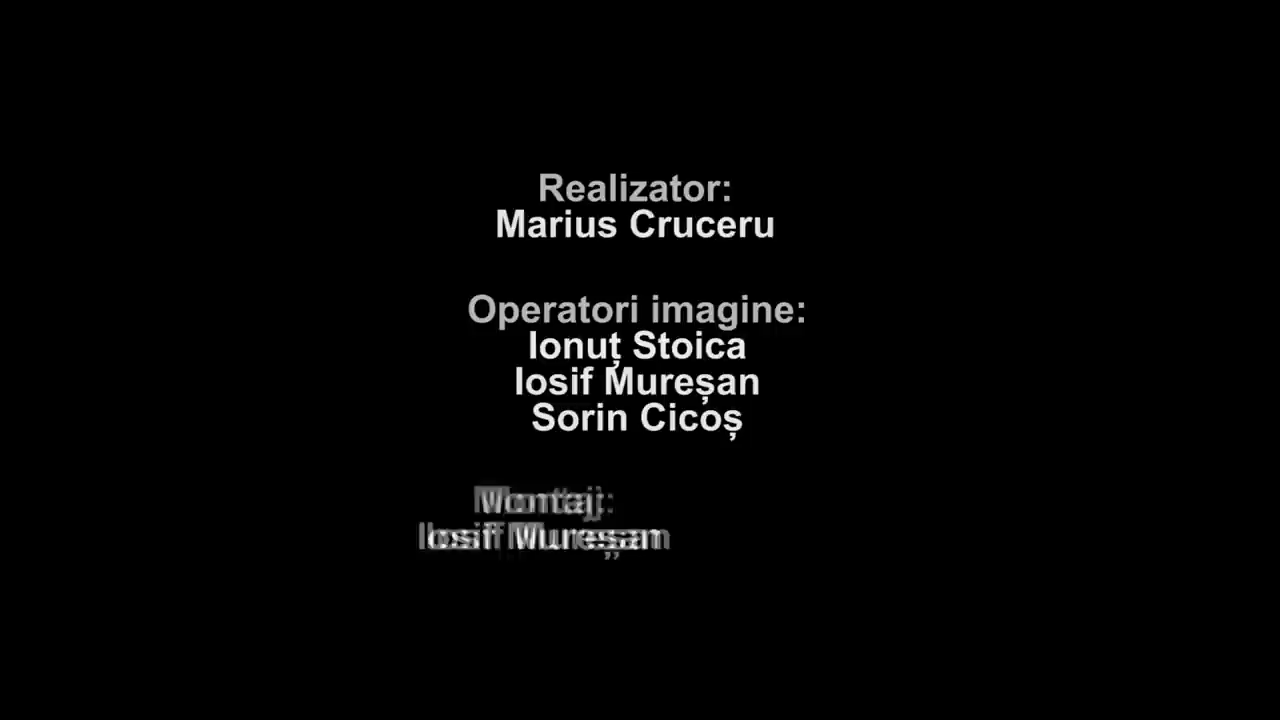 Realizator:
Marius Cruceru
Operatori imagine:
Ionuț Stoica
Iosif Mureșan
Sorin Cicoș
Montaj:
Iosif Mureșan